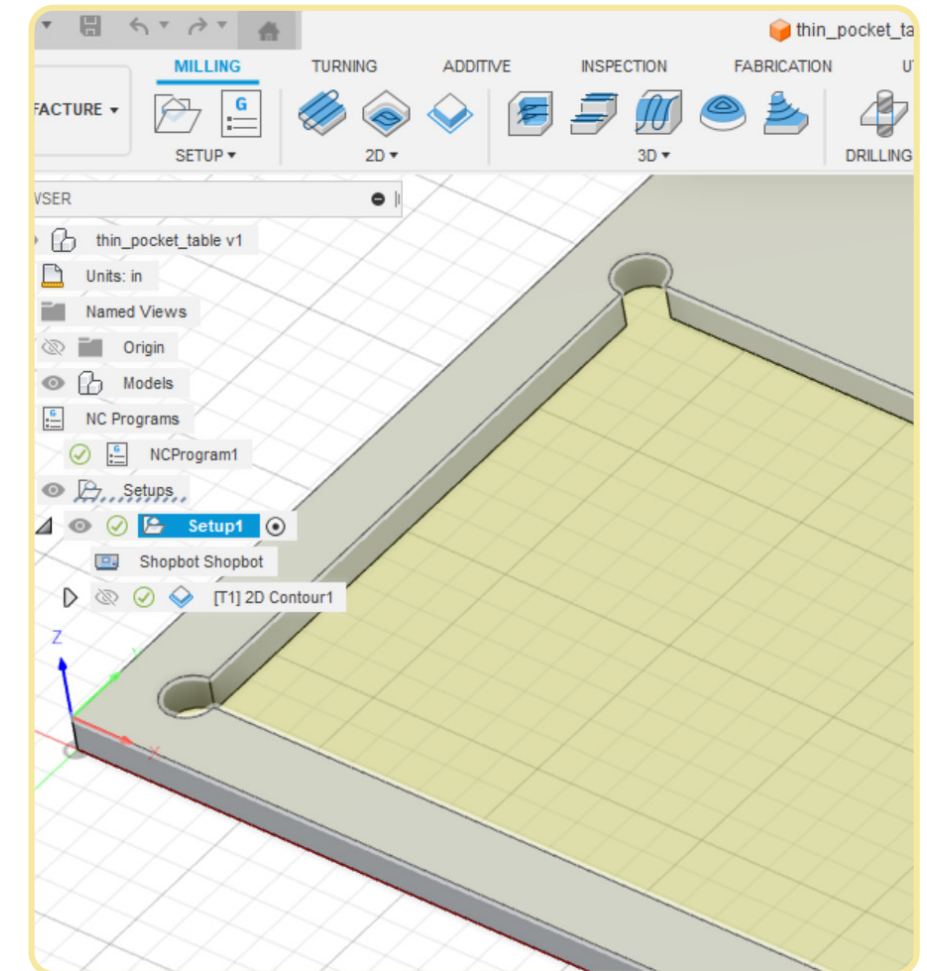 thin_pocket_ta
MILLING TURNING ADDITIVE INSPECTION FABRICATION U
FACTURE
G
SETUP 2D 3D DRILLING
WSER
thin_pocket_table v1
Units: in
Named Views
Origin
Models
NC Programs
NCProgram1
Setups
Setup1
Shopbot Shopbot
[T1] 2D Contour1
Z
Y
X